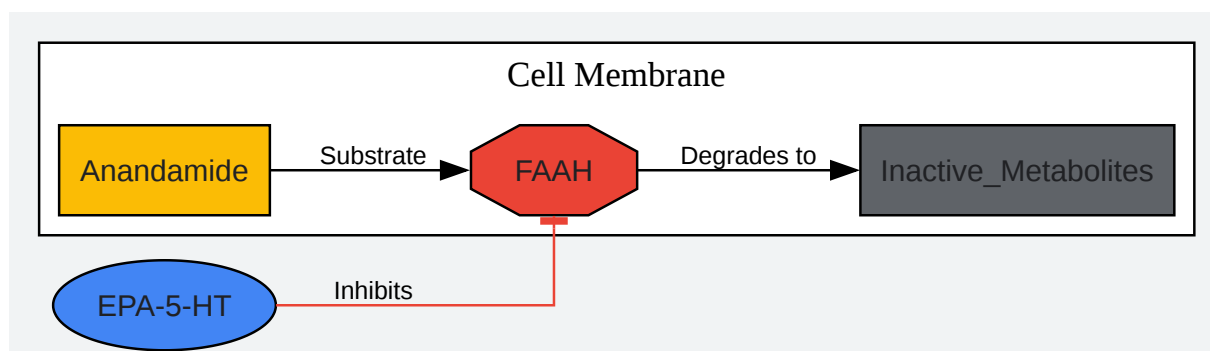 Cell Membrane
Anandamide
Substrate
FAAH
Degrades to
Inactive_Metabolites
EPA-5-HT
Inhibits